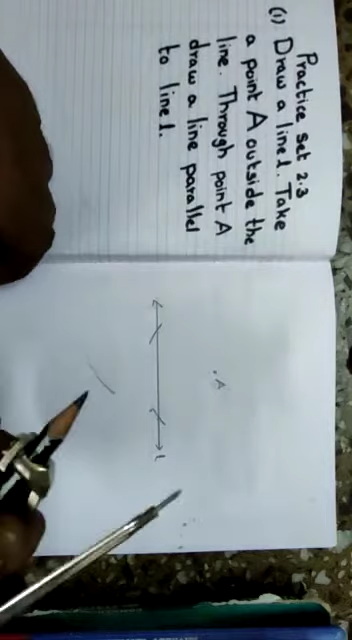 Practice set 2.3
(1) Draw a line l. Take
a point A outside the
line. Through point A
draw a line parallel
to line l.
.A
l